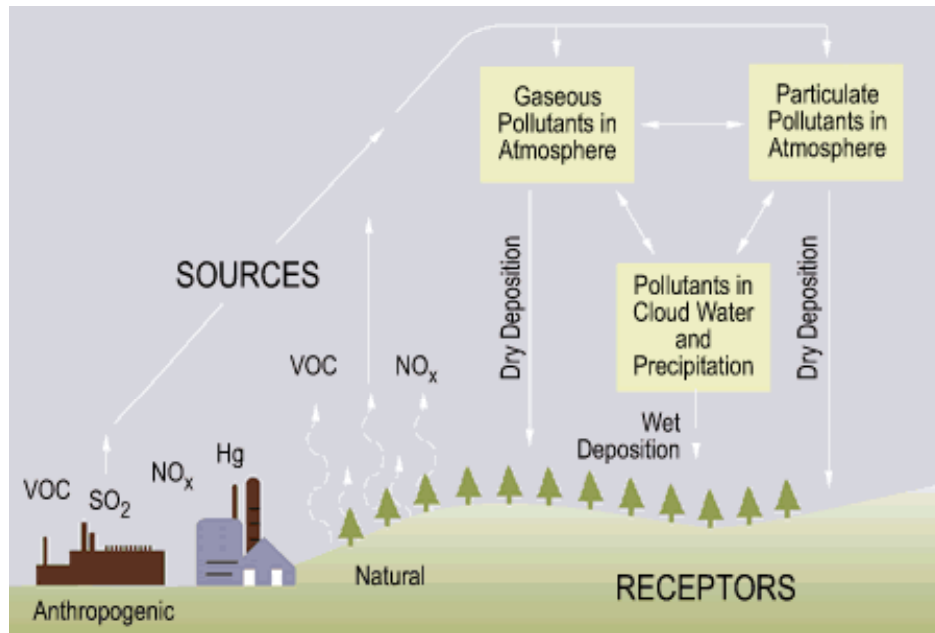 Gaseous
Pollutants in
Atmosphere
Particulate
Pollutants in
Atmosphere
SOURCES
Dry Deposition
Pollutants in
Cloud Water
and
Precipitation
Dry Deposition
VOC
NOx
Wet
Deposition
VOC
SO2
NOx
Hg
Natural
RECEPTORS
Anthropogenic